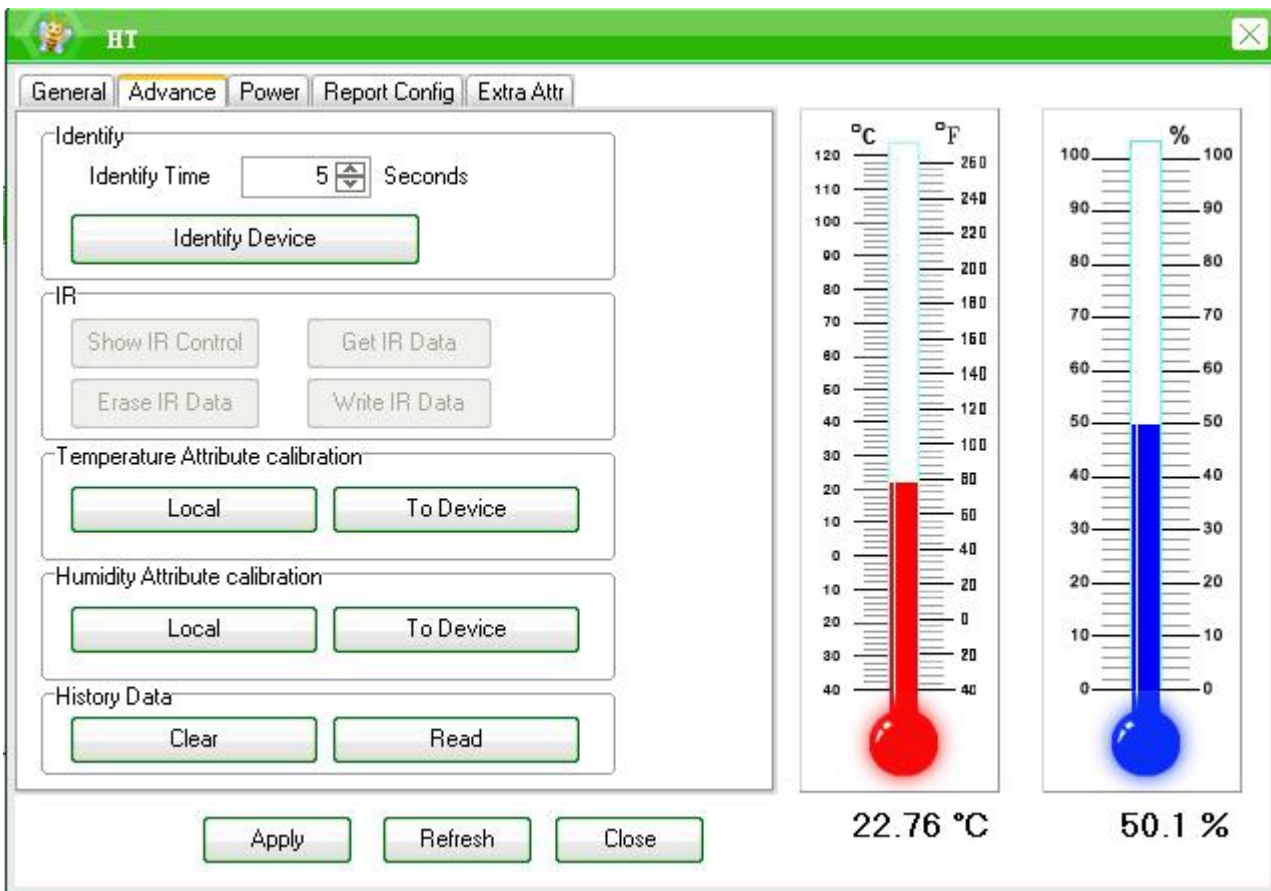 HT
General Advance Power Report Config Extra Attr
Identify
Identify Time 5 Seconds
Identify Device
IR
Show IR Control Get IR Data
Erase IR Data Write IR Data
Temperature Attribute calibration
Local To Device
Humidity Attribute calibration
Local To Device
History Data
Clear Read
Apply Refresh Close
°C °F
120 260
110 240
100 220
90 200
80 180
70 160
60 140
50 120
40 100
30 80
20 60
10 40
0 20
10 0
20 20
30 40
40
%
100 100
90 90
80 80
70 70
60 60
50 50
40 40
30 30
20 20
10 10
0 0
22.76 °C
50.1 %